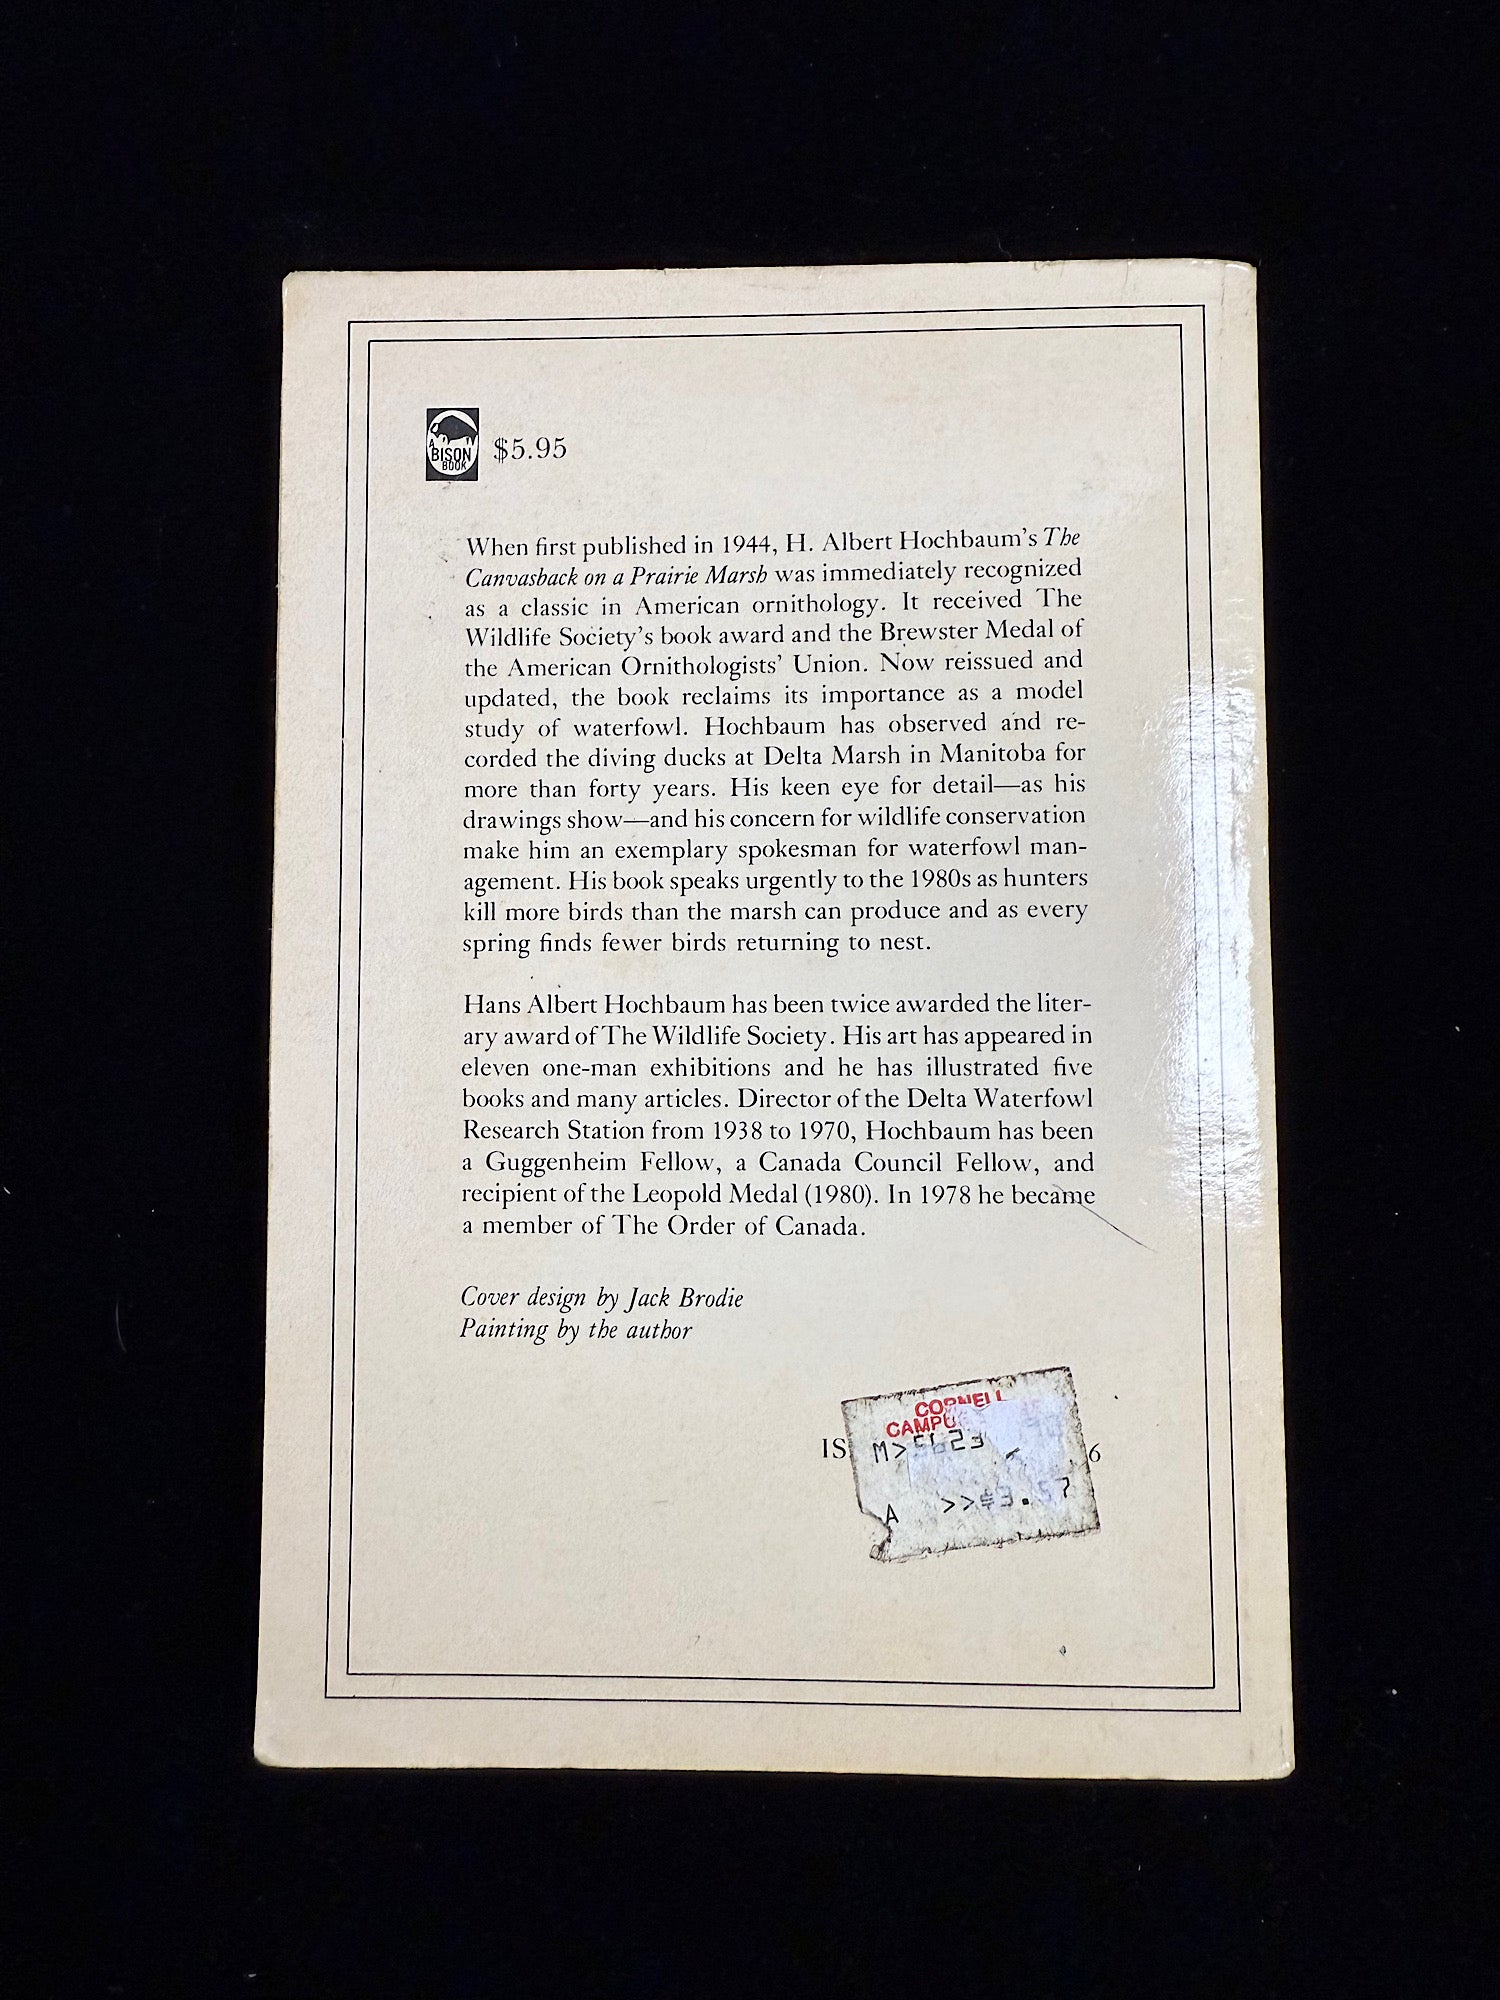 A
BISON
BOOK
$5.95
When first published in 1944, H. Albert Hochbaum's The
Canvasback on a Prairie Marsh was immediately recognized
as a classic in American ornithology. It received The
Wildlife Society's book award and the Brewster Medal of
the American Ornithologists' Union. Now reissued and
updated, the book reclaims its importance as a model
study of waterfowl. Hochbaum has observed and re-
corded the diving ducks at Delta Marsh in Manitoba for
more than forty years. His keen eye for detail—as his
drawings show—and his concern for wildlife conservation
make him an exemplary spokesman for waterfowl man-
agement. His book speaks urgently to the 1980s as hunters
kill more birds than the marsh can produce and as every
spring finds fewer birds returning to nest.
Hans Albert Hochbaum has been twice awarded the liter-
ary award of The Wildlife Society. His art has appeared in
eleven one-man exhibitions and he has illustrated five
books and many articles. Director of the Delta Waterfowl
Research Station from 1938 to 1970, Hochbaum has been
a Guggenheim Fellow, a Canada Council Fellow, and
recipient of the Leopold Medal (1980). In 1978 he became
a member of The Order of Canada.
Cover design by Jack Brodie
Painting by the author
CORNELL
IS 6
A